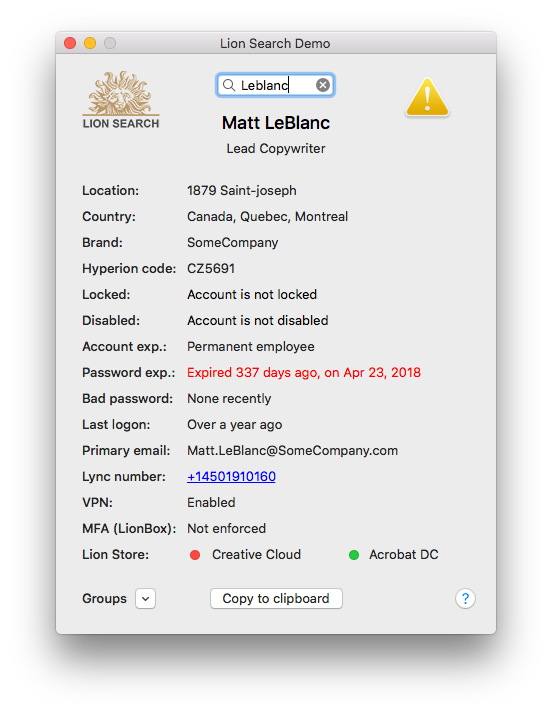 Lion Search Demo
Leblanc
LION SEARCH
Matt LeBlanc
Lead Copywriter
Location: 1879 Saint-joseph
Country: Canada, Quebec, Montreal
Brand: SomeCompany
Hyperion code: CZ5691
Locked: Account is not locked
Disabled: Account is not disabled
Account exp.: Permanent employee
Password exp.: Expired 337 days ago, on Apr 23, 2018
Bad password: None recently
Last logon: Over a year ago
Primary email: Matt.LeBlanc@SomeCompany.com
Lync number: +14501910160
VPN: Enabled
MFA (LionBox): Not enforced
Lion Store: Creative Cloud Acrobat DC
Groups Copy to clipboard ?